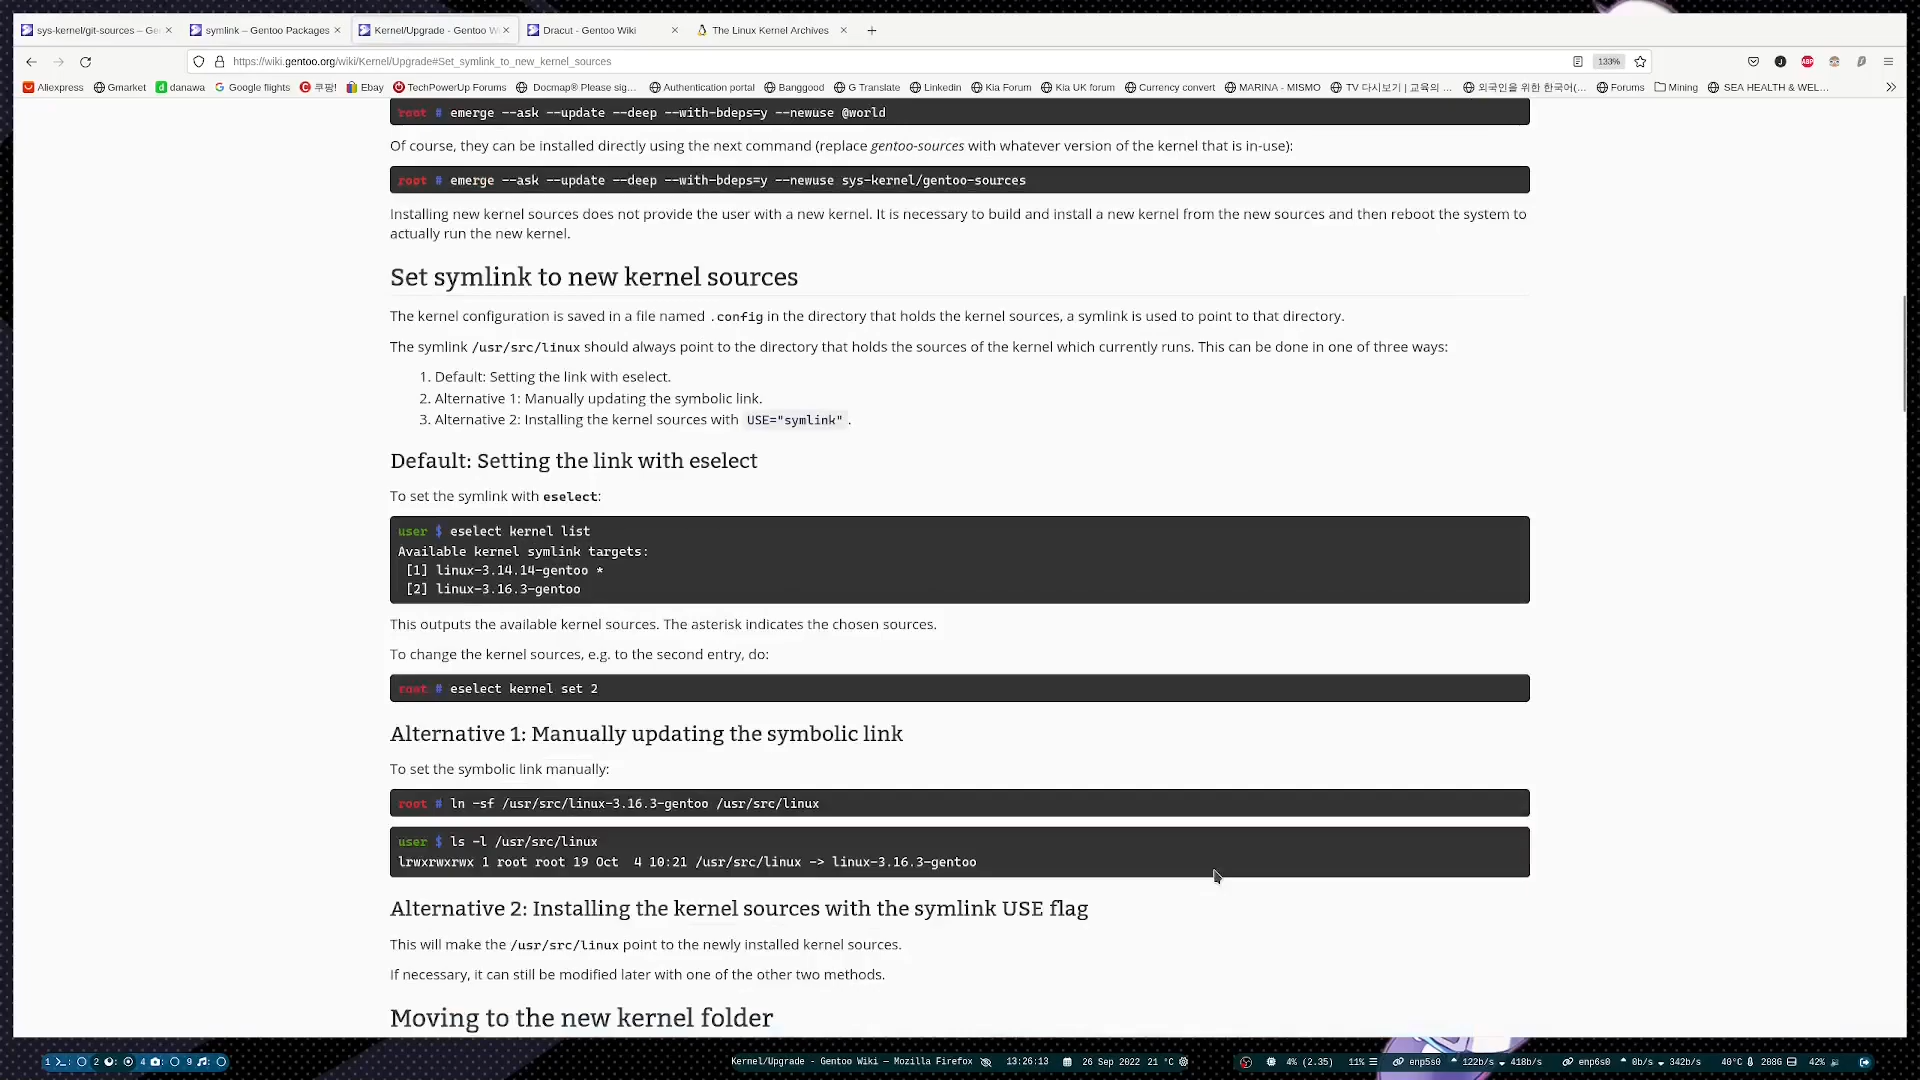 sys-kernel/git-sources – Ge
symlink – Gentoo Packages
Kernel/Upgrade - Gentoo W
Dracut - Gentoo Wiki
The Linux Kernel Archives
https://wiki.gentoo.org/wiki/Kernel/Upgrade#Set_symlink_to_new_kernel_sources
133%
Aliexpress
Gmarket
danawa
Google flights
쿠팡!
Ebay
TechPowerUp Forums
Docmap® Please sig…
Authentication portal
Banggood
G Translate
Linkedin
Kia Forum
Kia UK forum
Currency convert
MARINA - MISMO
TV 다시보기 | 교육의 …
외국인을 위한 한국어(…
Forums
Mining
SEA HEALTH & WEL…
root # emerge --ask --update --deep --with-bdeps=y --newuse @world
Of course, they can be installed directly using the next command (replace gentoo-sources with whatever version of the kernel that is in-use):
root # emerge --ask --update --deep --with-bdeps=y --newuse sys-kernel/gentoo-sources
Installing new kernel sources does not provide the user with a new kernel. It is necessary to build and install a new kernel from the new sources and then reboot the system to
actually run the new kernel.
Set symlink to new kernel sources
The kernel configuration is saved in a file named .config in the directory that holds the kernel sources, a symlink is used to point to that directory.
The symlink /usr/src/linux should always point to the directory that holds the sources of the kernel which currently runs. This can be done in one of three ways:
1. Default: Setting the link with eselect.
2. Alternative 1: Manually updating the symbolic link.
3. Alternative 2: Installing the kernel sources with USE="symlink" .
Default: Setting the link with eselect
To set the symlink with eselect:
user $ eselect kernel list
Available kernel symlink targets:
[1] linux-3.14.14-gentoo *
[2] linux-3.16.3-gentoo
This outputs the available kernel sources. The asterisk indicates the chosen sources.
To change the kernel sources, e.g. to the second entry, do:
root # eselect kernel set 2
Alternative 1: Manually updating the symbolic link
To set the symbolic link manually:
root # ln -sf /usr/src/linux-3.16.3-gentoo /usr/src/linux
user $ ls -l /usr/src/linux
lrwxrwxrwx 1 root root 19 Oct  4 10:21 /usr/src/linux -> linux-3.16.3-gentoo
Alternative 2: Installing the kernel sources with the symlink USE flag
This will make the /usr/src/linux point to the newly installed kernel sources.
If necessary, it can still be modified later with one of the other two methods.
Moving to the new kernel folder
1 2 4 9
Kernel/Upgrade - Gentoo Wiki — Mozilla Firefox
13:26:13
26 Sep 2022 21 °C
4% (2.35)
11%
enp5s0 122b/s 418b/s
enp6s0 0b/s 342b/s
40°C
208G
42%